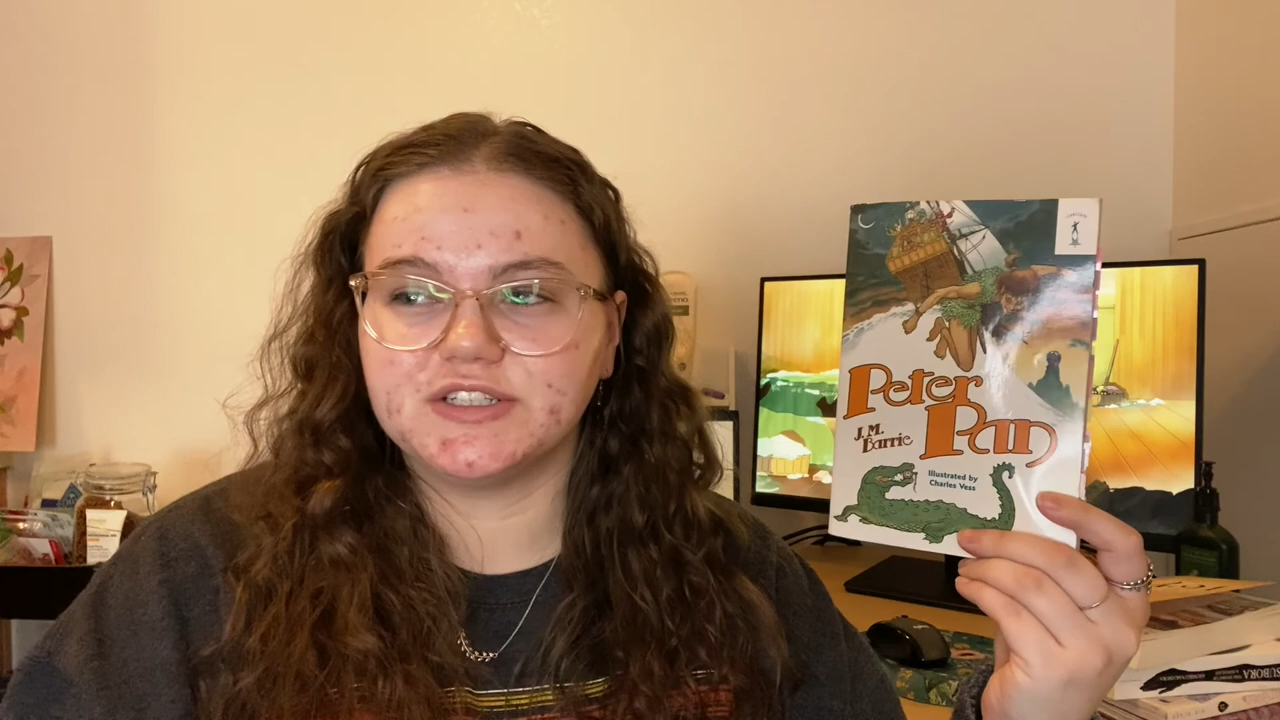 Peter
Pan
J.M.
Barrie
Illustrated by
Charles Vess